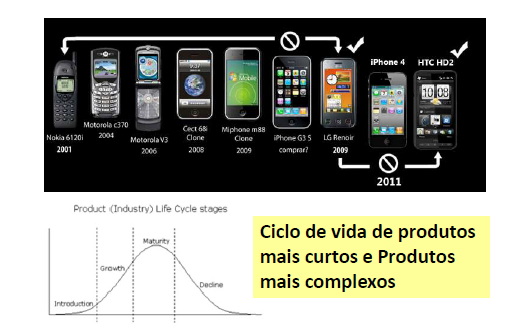 iPhone 4
HTC HD2
Nokia 6120i
2001
Motorola c370
2004
Motorola V3
2006
Cect 68i
Clone
2008
Miphone m88
Clone
2009
iPhone G3 S
comprar?
LG Renoir
2009
2011
Product (Industry) Life Cycle stages
Maturity
Growth
Decline
Introduction
Ciclo de vida de produtos
mais curtos e Produtos
mais complexos